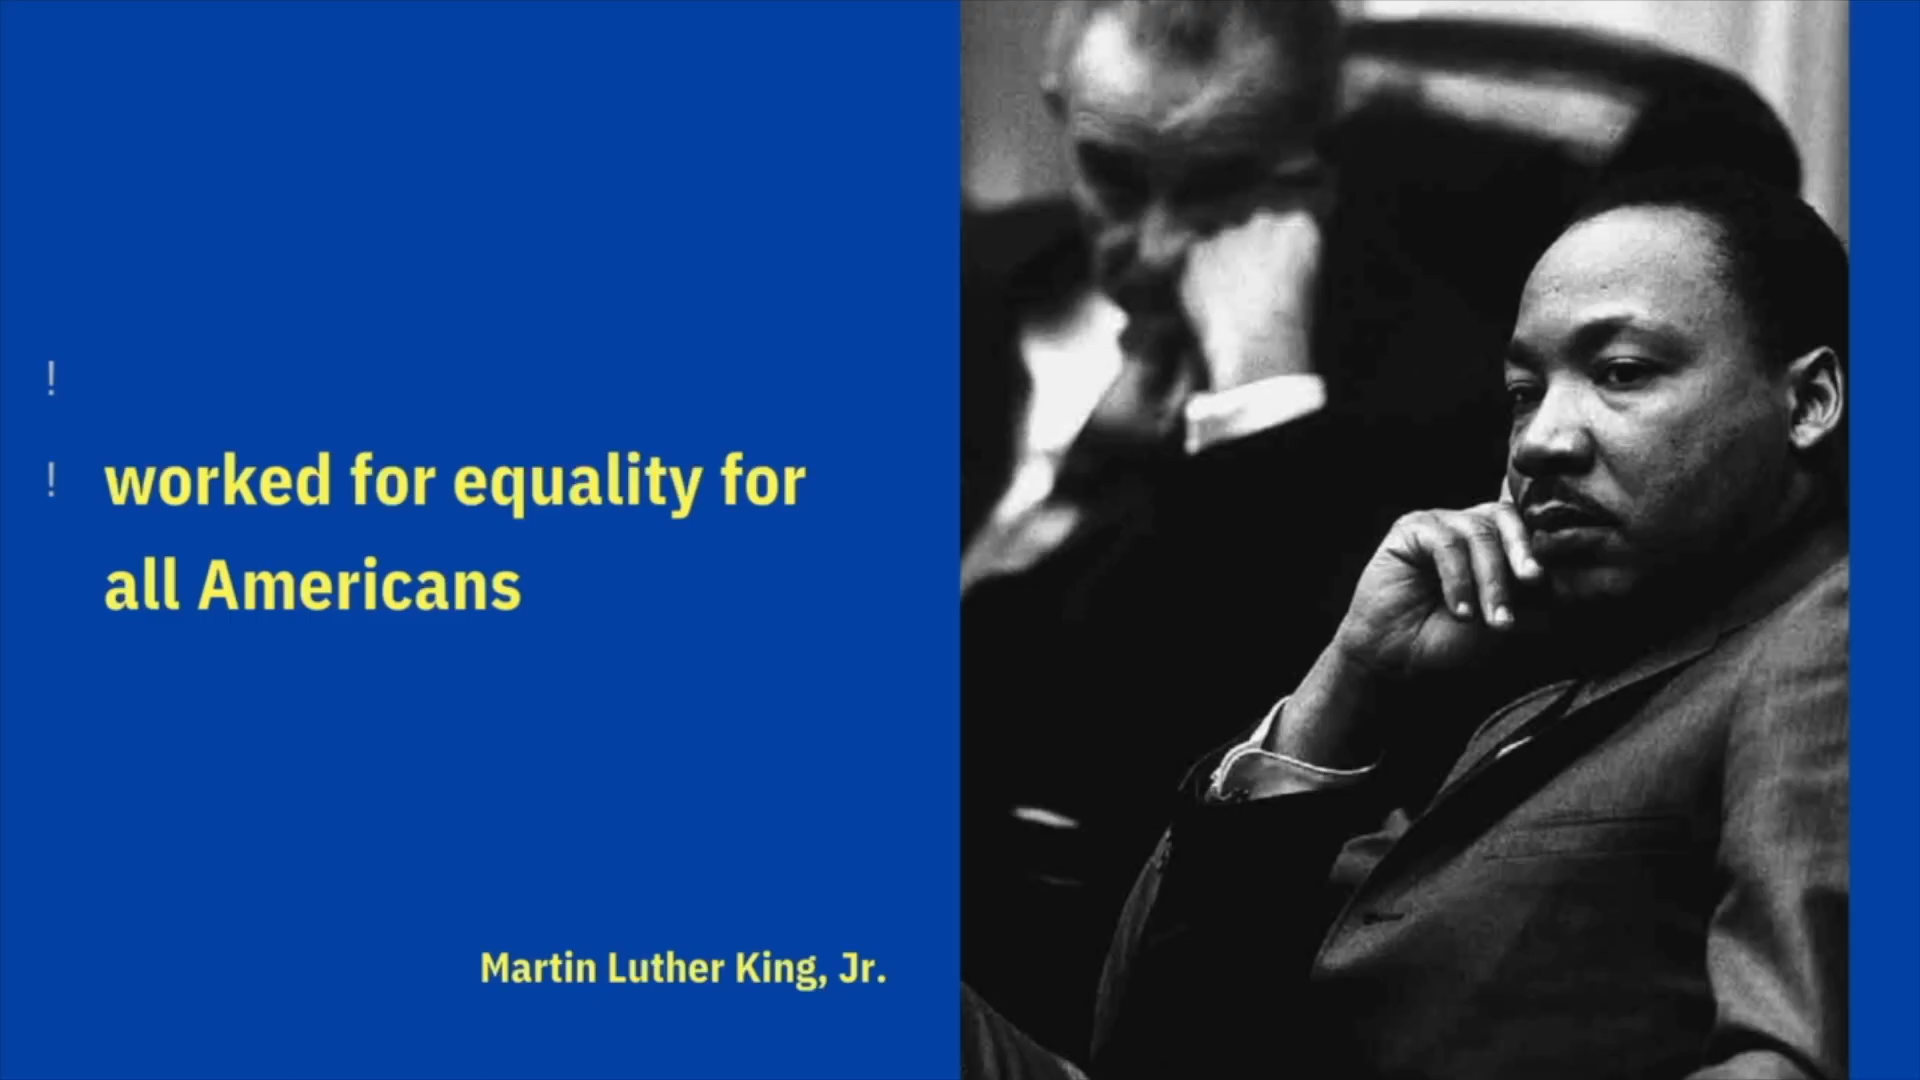 !
! worked for equality for
all Americans
Martin Luther King, Jr.